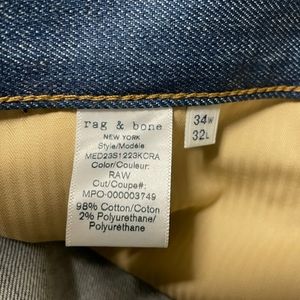 rag & bone
NEW YORK
Style/Modèle
MED23S1223KCRA
Color/Couleur:
RAW
Cut/Coupe#:
MPO-000003749
98% Cotton/Coton
2% Polyurethane/
Polyurethane
34W
32L